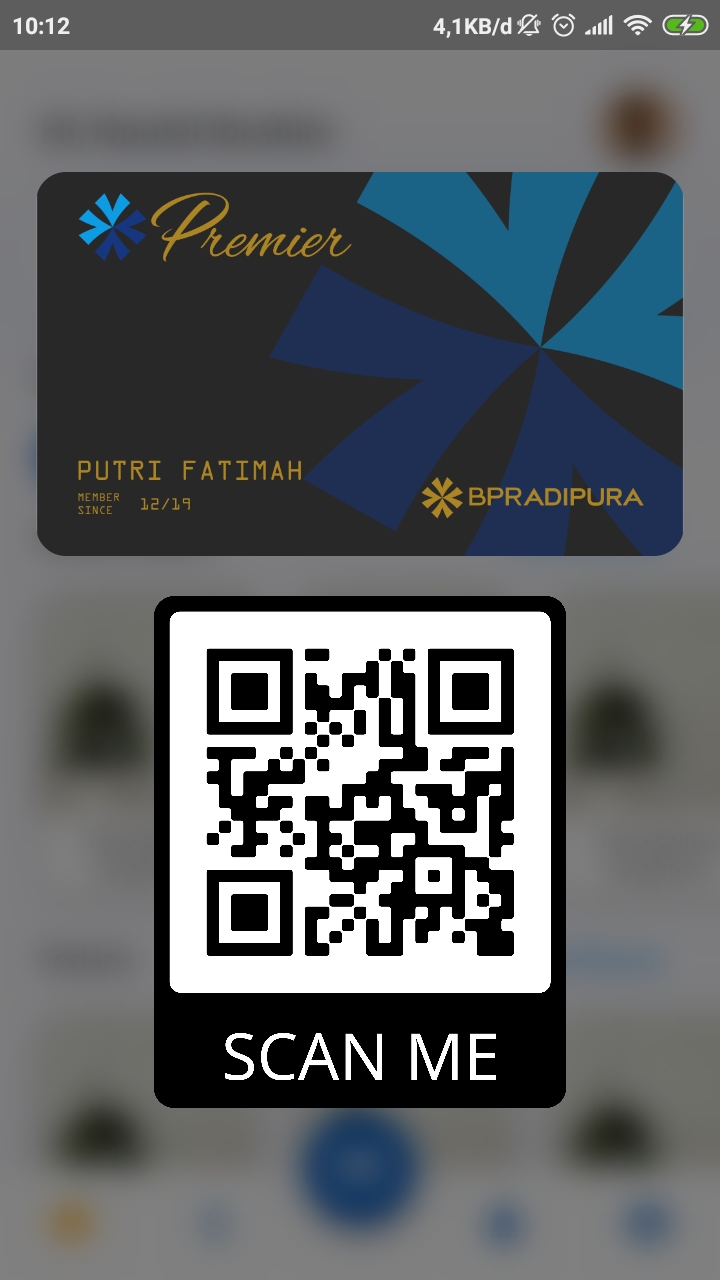 10:12 4,1KB/d
Premier
PUTRI FATIMAH
MEMBER
SINCE 12/19
BPRADIPURA
SCAN ME